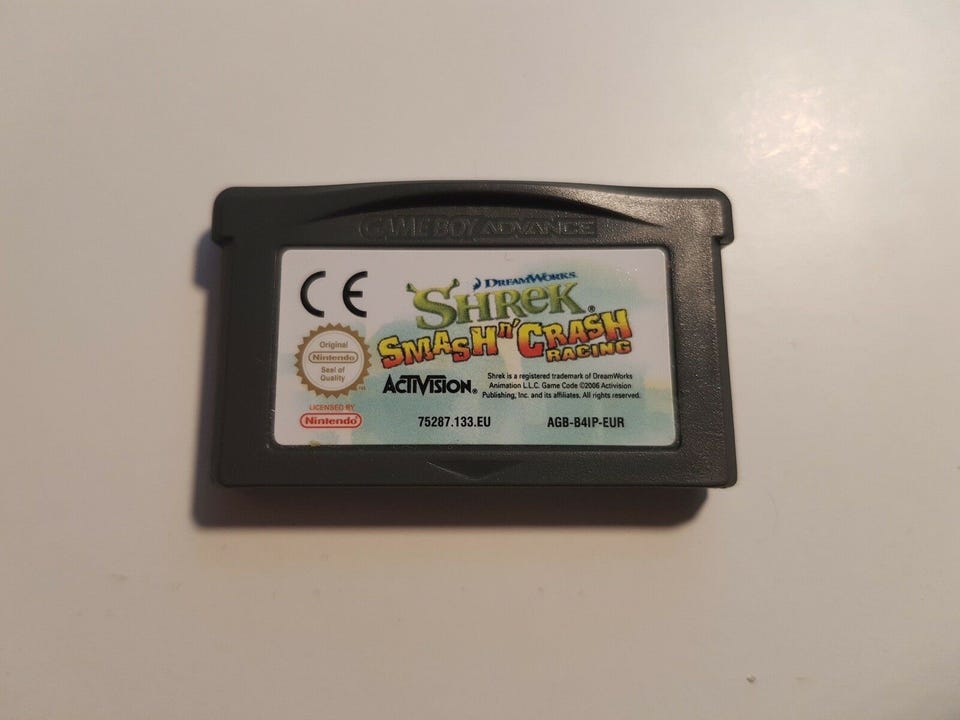 GAME BOY ADVANCE
CE
DREAMWORKS
SHREK®
SMASH n' CRASH
RACING
Original
Nintendo
Seal of
Quality
TM
ACTIVISION®
Shrek is a registered trademark of DreamWorks
Animation L.L.C. Game Code ©2006 Activision
Publishing, Inc. and its affiliates. All rights reserved.
LICENSED BY
Nintendo
75287.133.EU
AGB-B4IP-EUR